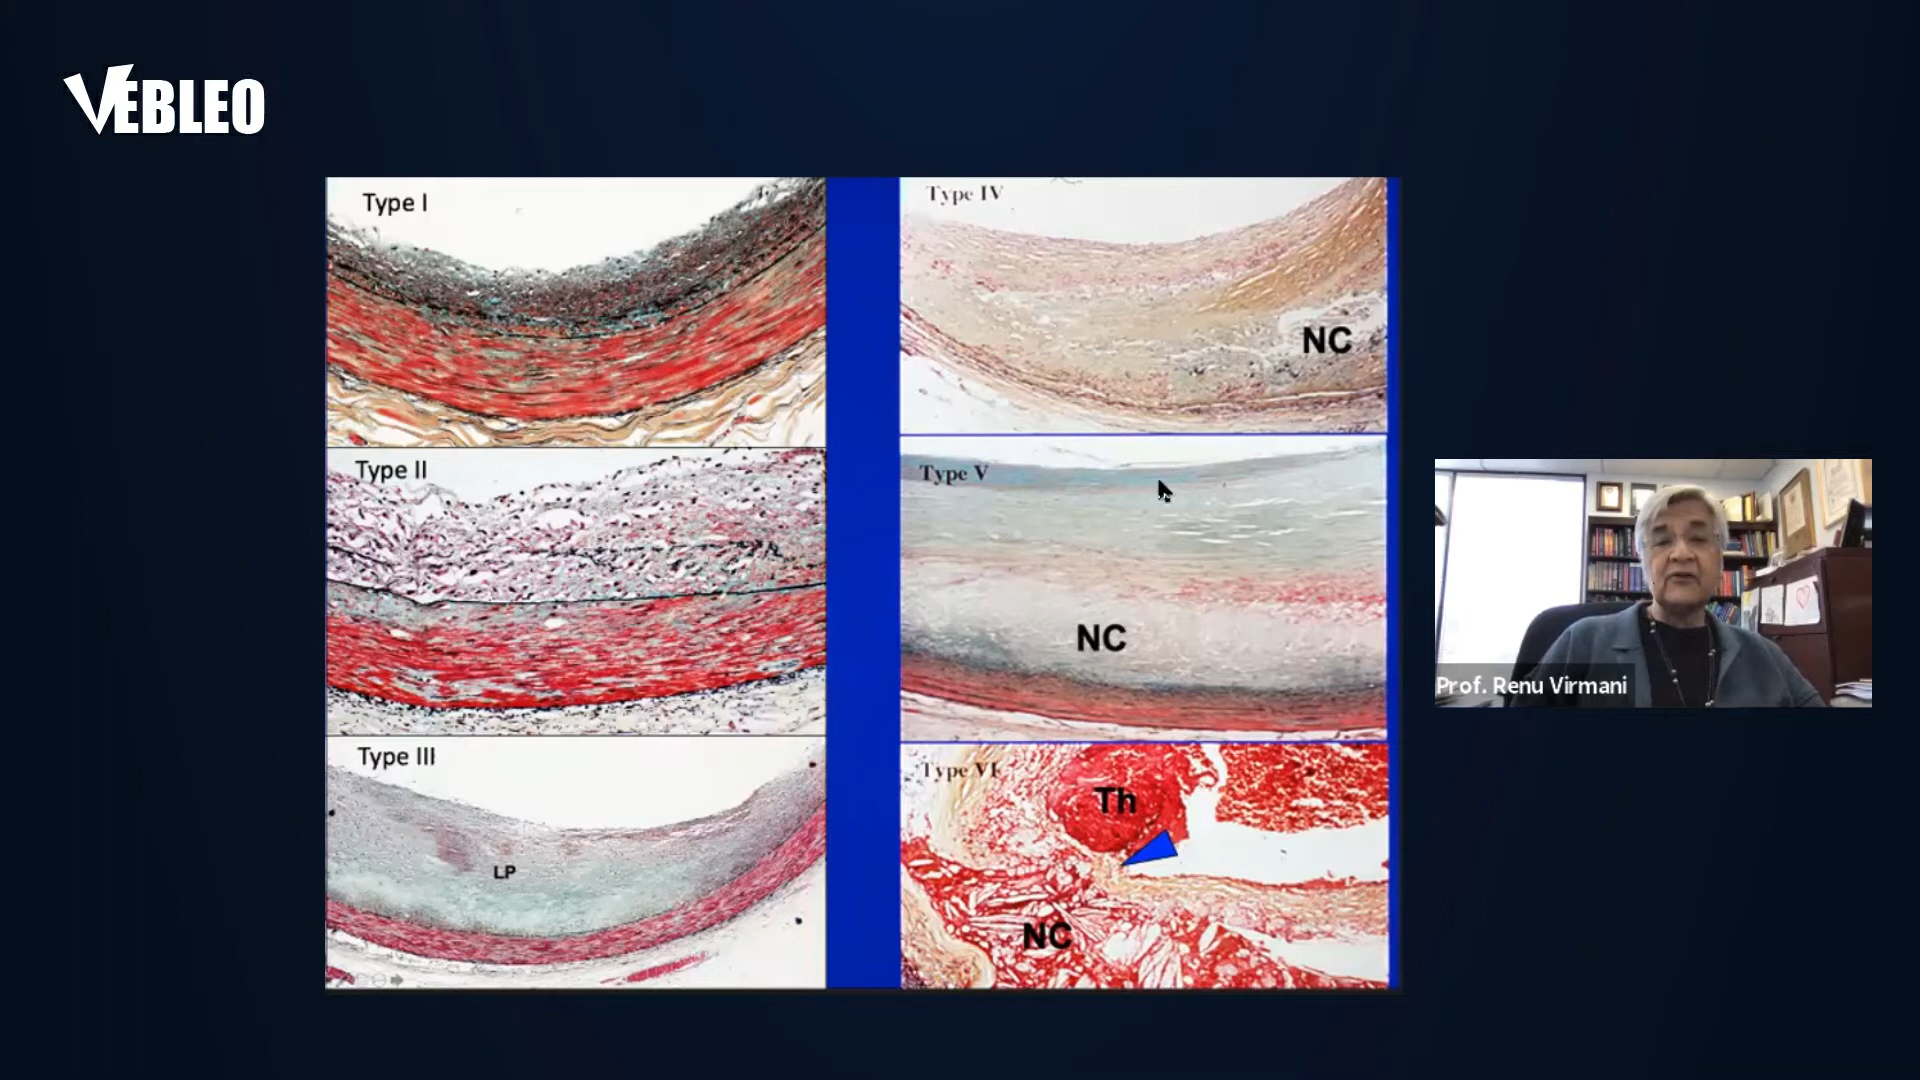 VEBLEO
Type I
Type II
Type III
LP
Type IV
NC
Type V
NC
Type VI
Th
NC
Prof. Renu Virmani